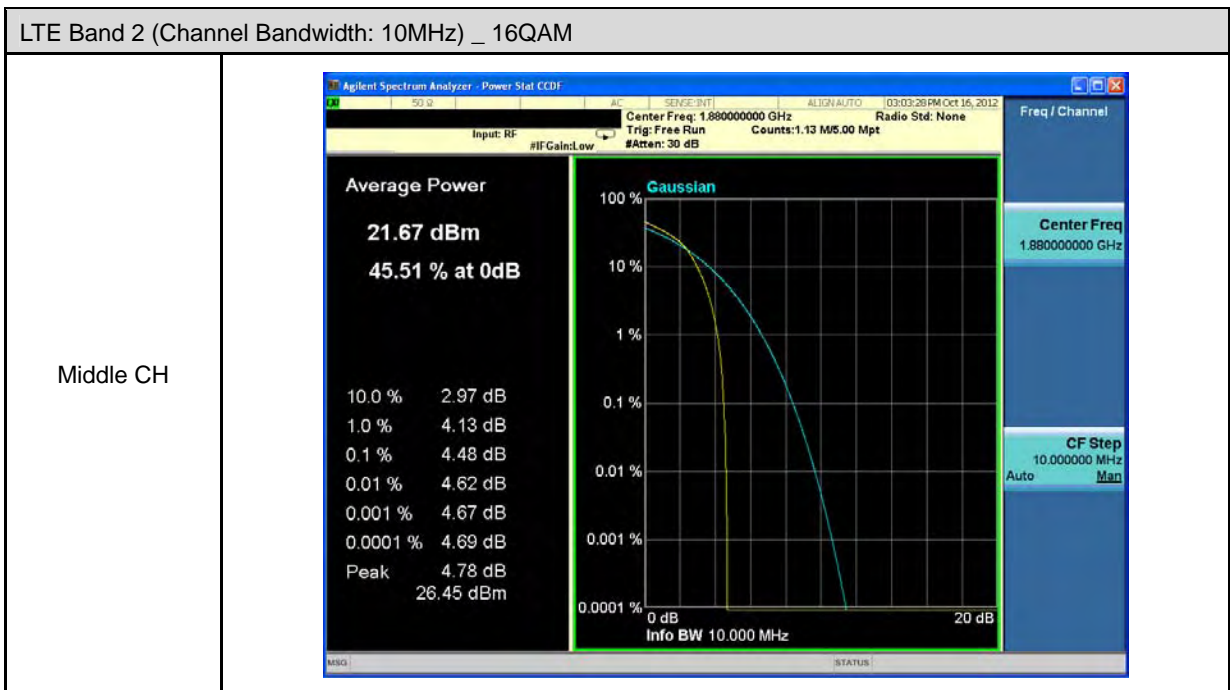 LTE Band 2 (Channel Bandwidth: 10MHz) _ 16QAM
Middle CH
Agilent Spectrum Analyzer - Power Stat CCDF
50 Ω AC SENSE:INT ALIGN AUTO 03:03:28 PM Oct 16, 2012
Center Freq: 1.880000000 GHz Radio Std: None
Input: RF Trig: Free Run Counts:1.13 M/5.00 Mpt
#IFGain:Low #Atten: 30 dB
Average Power
21.67 dBm
45.51 % at 0dB
10.0 % 2.97 dB
1.0 % 4.13 dB
0.1 % 4.48 dB
0.01 % 4.62 dB
0.001 % 4.67 dB
0.0001 % 4.69 dB
Peak 4.78 dB
26.45 dBm
Gaussian
100 %
10 %
1 %
0.1 %
0.01 %
0.001 %
0.0001 %
0 dB 20 dB
Info BW 10.000 MHz
Freq / Channel
Center Freq
1.880000000 GHz
CF Step
10.000000 MHz
Auto Man
MSG STATUS